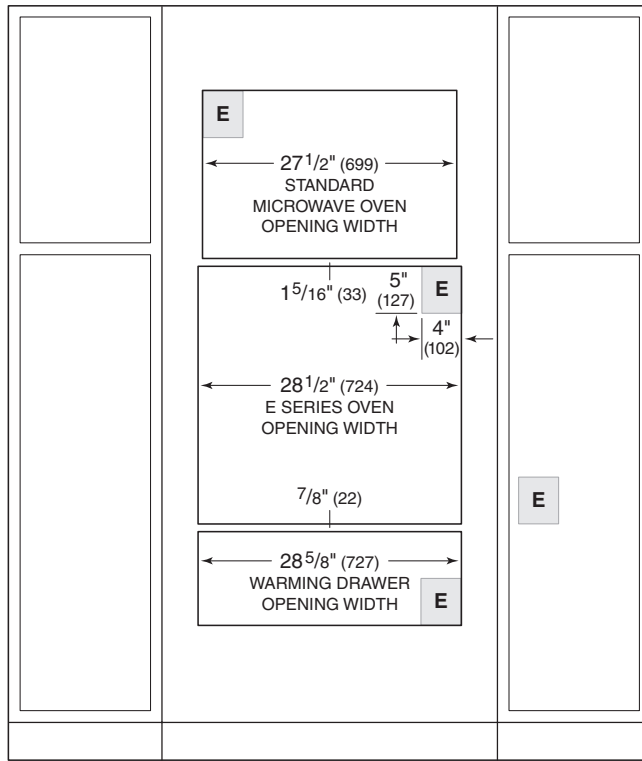 E
27 1/2" (699)
STANDARD
MICROWAVE OVEN
OPENING WIDTH
1 5/16" (33)
5"
(127)
E
4"
(102)
28 1/2" (724)
E SERIES OVEN
OPENING WIDTH
7/8" (22)
E
28 5/8" (727)
WARMING DRAWER
OPENING WIDTH
E